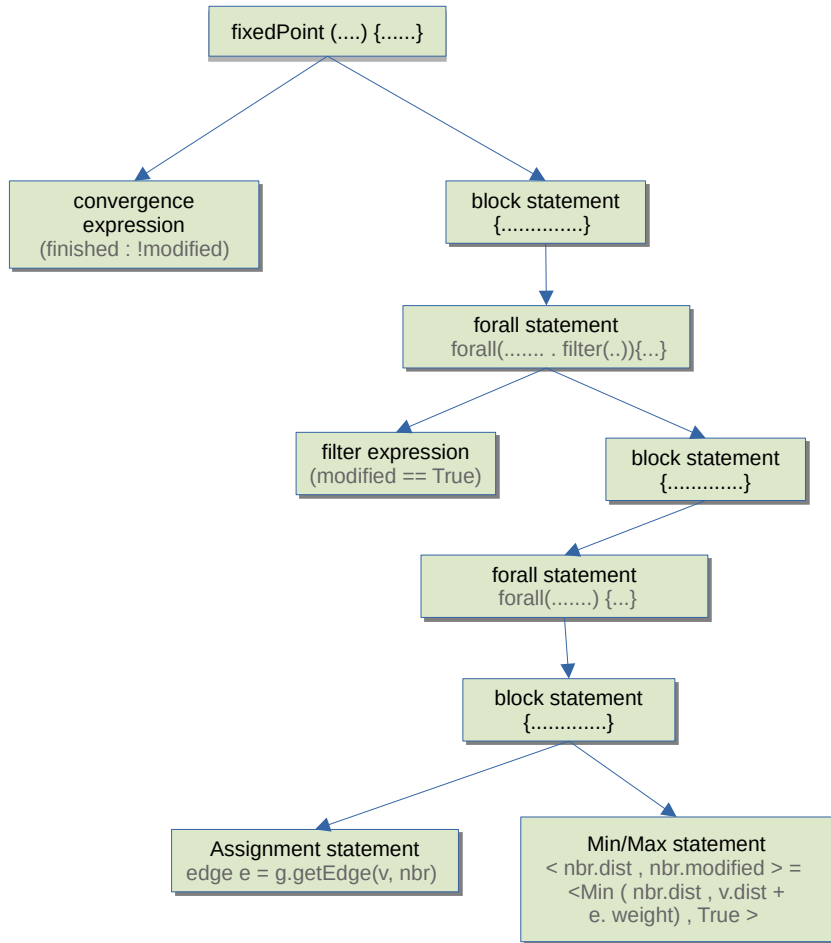 fixedPoint (....) {......}
convergence
expression
(finished : !modified)
block statement
{..............}
forall statement
forall(....... . filter(..)){...}
filter expression
(modified == True)
block statement
{.............}
forall statement
forall(.......) {...}
block statement
{.............}
Assignment statement
edge e = g.getEdge(v, nbr)
Min/Max statement
< nbr.dist , nbr.modified > =
<Min ( nbr.dist , v.dist +
e. weight) , True >